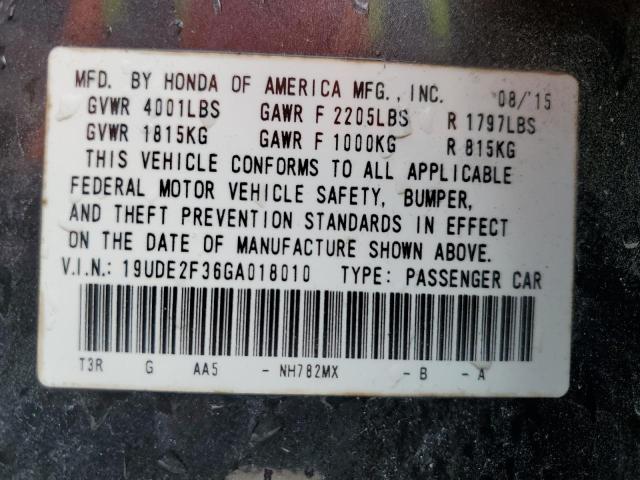 MFD. BY HONDA OF AMERICA MFG., INC. 08/'15
GVWR 4001LBS GAWR F 2205LBS R 1797LBS
GVWR 1815KG GAWR F 1000KG R 815KG
THIS VEHICLE CONFORMS TO ALL APPLICABLE
FEDERAL MOTOR VEHICLE SAFETY, BUMPER,
AND THEFT PREVENTION STANDARDS IN EFFECT
ON THE DATE OF MANUFACTURE SHOWN ABOVE.
V.I.N.: 19UDE2F36GA018010 TYPE: PASSENGER CAR
T3R G AA5 - NH782MX - B - A